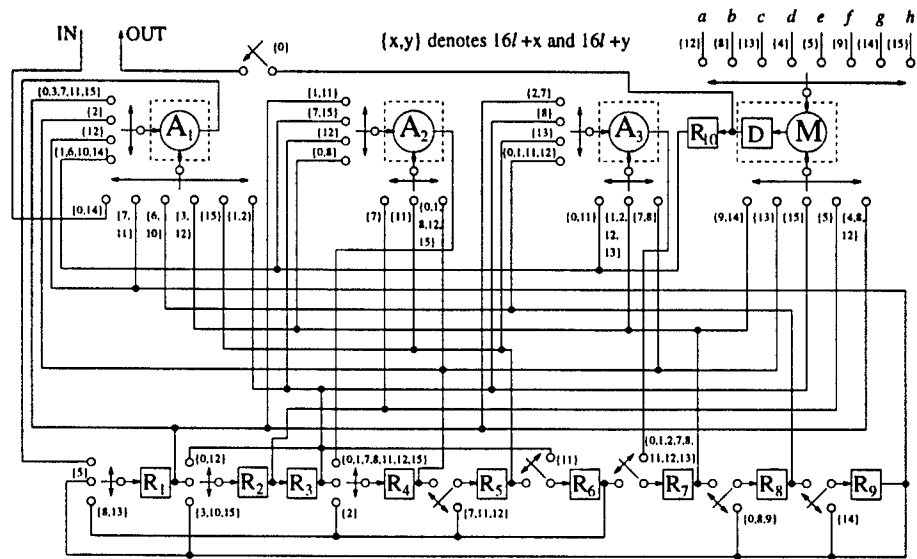 IN OUT {0} {x,y} denotes 16l+x and 16l+y
a b c d e f g h
{12} {8} {13} {4} {5} {9} {14} {15}
{0,3,7,11,15} {1,11} {2,7}
{2} {7,15} {8}
{12} {12} {13}
{1,6,10,14} {0,8} {0,1,11,12}
A1 A2 A3 R10 D M
{0,14} {7, 11} {6, 10} {3, 12} {15} {1,2}
{7} {11} {0,1, 8,12, 15}
{0,11} {1,2, 12, 13} {7,8}
{9,14} {13} {15} {5} {4,8, 12}
{5} {0,12} {0,1,7,8,11,12,15} {11} {0,1,2,7,8, 11,12,13}
R1 R2 R3 R4 R5 R6 R7 R8 R9
{8,13} {3,10,15} {2} {7,11,12} {0,8,9} {14}